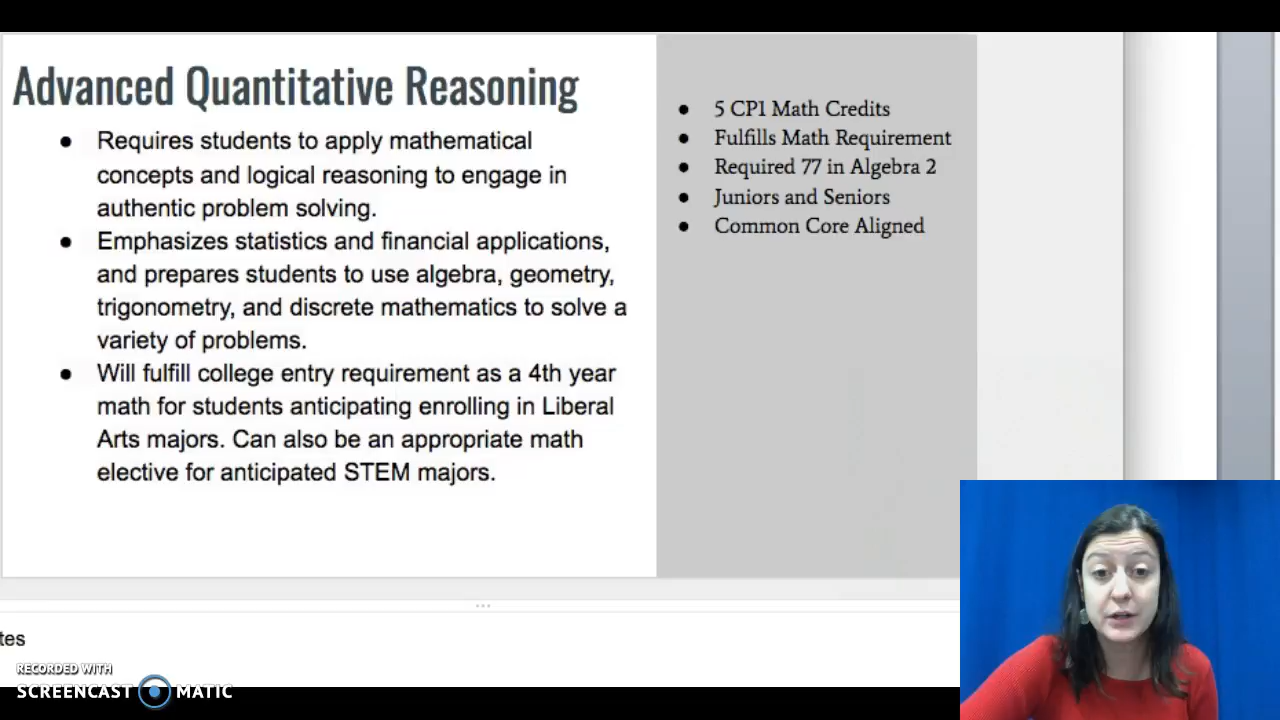 Advanced Quantitative Reasoning
● Requires students to apply mathematical
concepts and logical reasoning to engage in
authentic problem solving.
● Emphasizes statistics and financial applications,
and prepares students to use algebra, geometry,
trigonometry, and discrete mathematics to solve a
variety of problems.
● Will fulfill college entry requirement as a 4th year
math for students anticipating enrolling in Liberal
Arts majors. Can also be an appropriate math
elective for anticipated STEM majors.
● 5 CP1 Math Credits
● Fulfills Math Requirement
● Required 77 in Algebra 2
● Juniors and Seniors
● Common Core Aligned
tes
RECORDED WITH
SCREENCAST MATIC